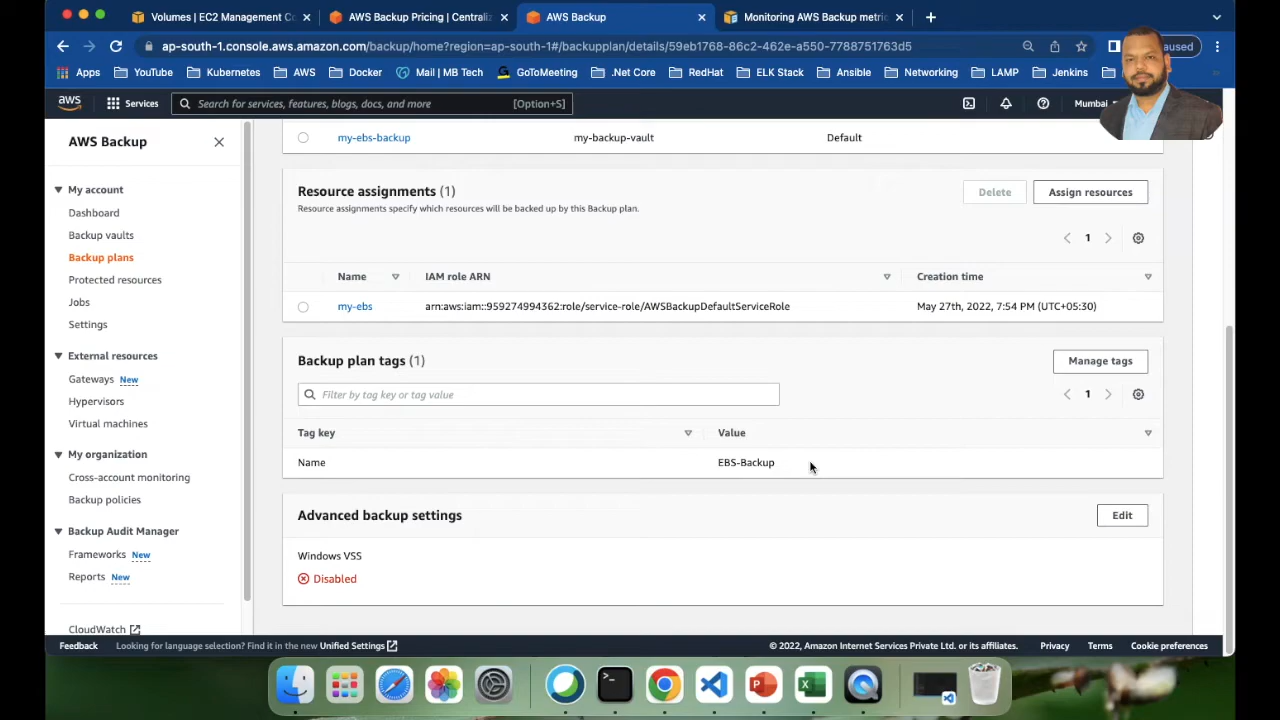 Volumes | EC2 Management C
AWS Backup Pricing | Centraliz
AWS Backup
Monitoring AWS Backup metri
ap-south-1.console.aws.amazon.com/backup/home?region=ap-south-1#/backupplan/details/59eb1768-86c2-462e-a550-7788751763d5
aused
Apps YouTube Kubernetes AWS Docker Mail | MB Tech GoToMeeting .Net Core RedHat ELK Stack Ansible Networking LAMP Jenkins
aws Services Search for services, features, blogs, docs, and more [Option+S] Mumbai
AWS Backup
My account
Dashboard
Backup vaults
Backup plans
Protected resources
Jobs
Settings
External resources
Gateways New
Hypervisors
Virtual machines
My organization
Cross-account monitoring
Backup policies
Backup Audit Manager
Frameworks New
Reports New
CloudWatch
my-ebs-backup my-backup-vault Default
Resource assignments (1)
Delete Assign resources
Resource assignments specify which resources will be backed up by this Backup plan.
1
Name IAM role ARN Creation time
my-ebs arn:aws:iam::959274994362:role/service-role/AWSBackupDefaultServiceRole May 27th, 2022, 7:54 PM (UTC+05:30)
Backup plan tags (1) Manage tags
Filter by tag key or tag value 1
Tag key Value
Name EBS-Backup
Advanced backup settings Edit
Windows VSS
Disabled
Feedback Looking for language selection? Find it in the new Unified Settings © 2022, Amazon Internet Services Private Ltd. or its affiliates. Privacy Terms Cookie preferences